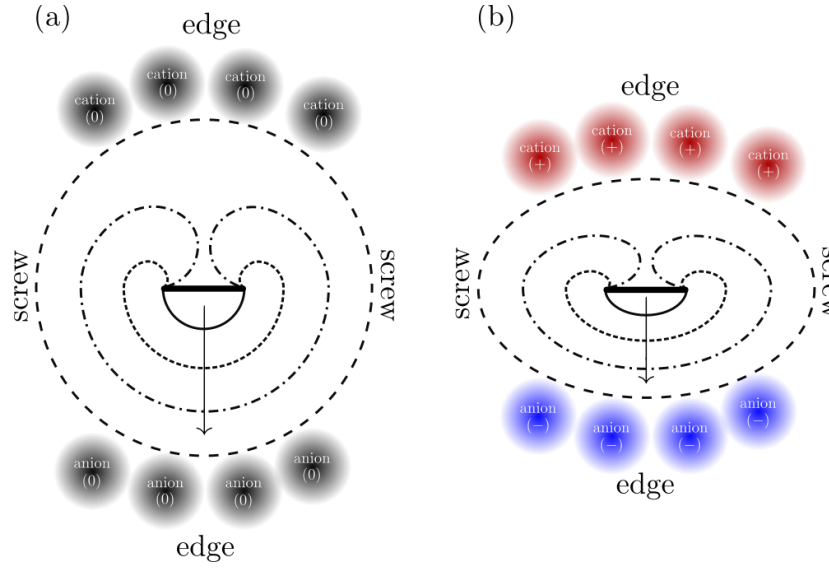 (a)
edge
cation
(0)
cation
(0)
cation
(0)
cation
(0)
screw
screw
anion
(0)
anion
(0)
anion
(0)
anion
(0)
edge
(b)
edge
cation
(+)
cation
(+)
cation
(+)
cation
(+)
screw
screw
anion
(−)
anion
(−)
anion
(−)
anion
(−)
edge